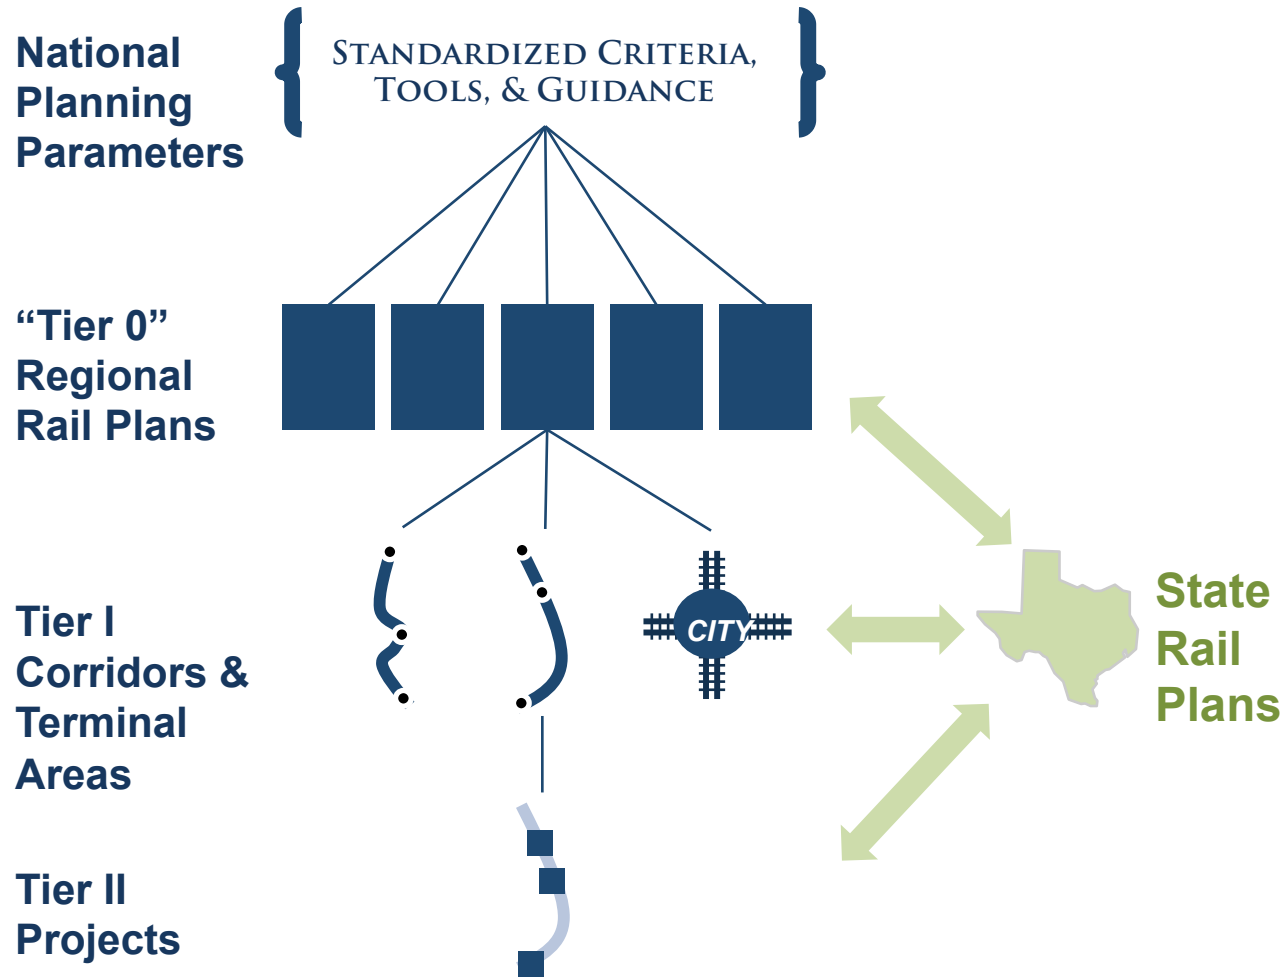 National
Planning
Parameters
STANDARDIZED CRITERIA,
TOOLS, & GUIDANCE
“Tier 0”
Regional
Rail Plans
Tier I
Corridors &
Terminal
Areas
CITY
State
Rail
Plans
Tier II
Projects